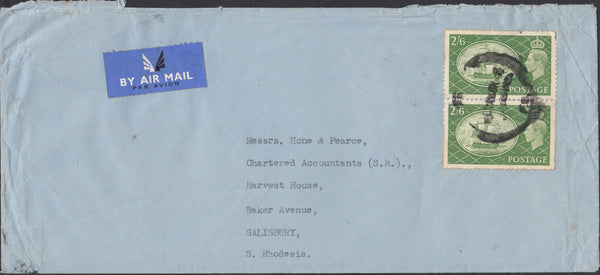 BY AIR MAIL
PAR AVION
2/6
POSTAGE
2/6
POSTAGE
Messrs. Hone & Pearce,
Chartered Accountants (S.R.).,
Harvest House,
Baker Avenue,
SALISBURY,
S. Rhodesia.